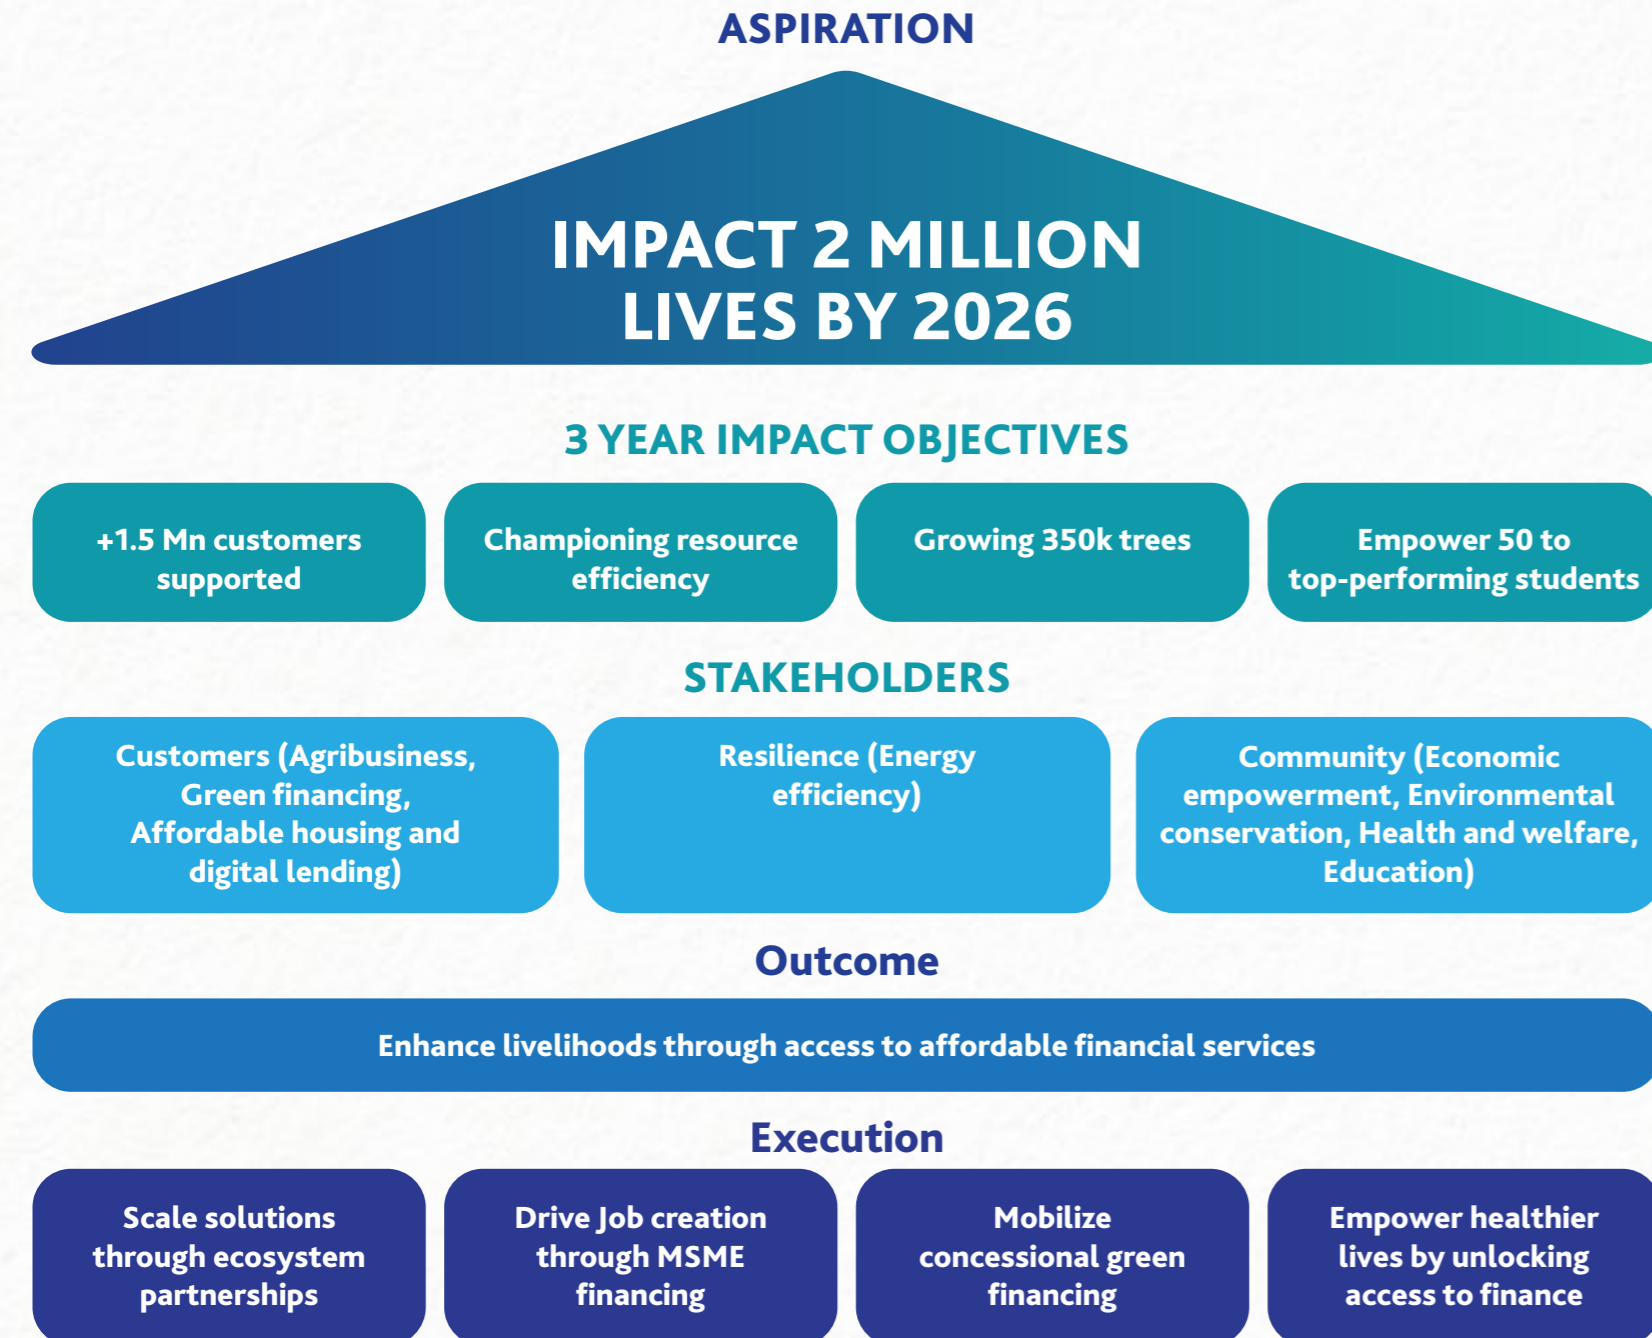 ASPIRATION
IMPACT 2 MILLION
LIVES BY 2026
3 YEAR IMPACT OBJECTIVES
+1.5 Mn customers
supported
Championing resource
efficiency
Growing 350k trees
Empower 50 to
top-performing students
STAKEHOLDERS
Customers (Agribusiness,
Green financing,
Affordable housing and
digital lending)
Resilience (Energy
efficiency)
Community (Economic
empowerment, Environmental
conservation, Health and welfare,
Education)
Outcome
Enhance livelihoods through access to affordable financial services
Execution
Scale solutions
through ecosystem
partnerships
Drive Job creation
through MSME
financing
Mobilize
concessional green
financing
Empower healthier
lives by unlocking
access to finance